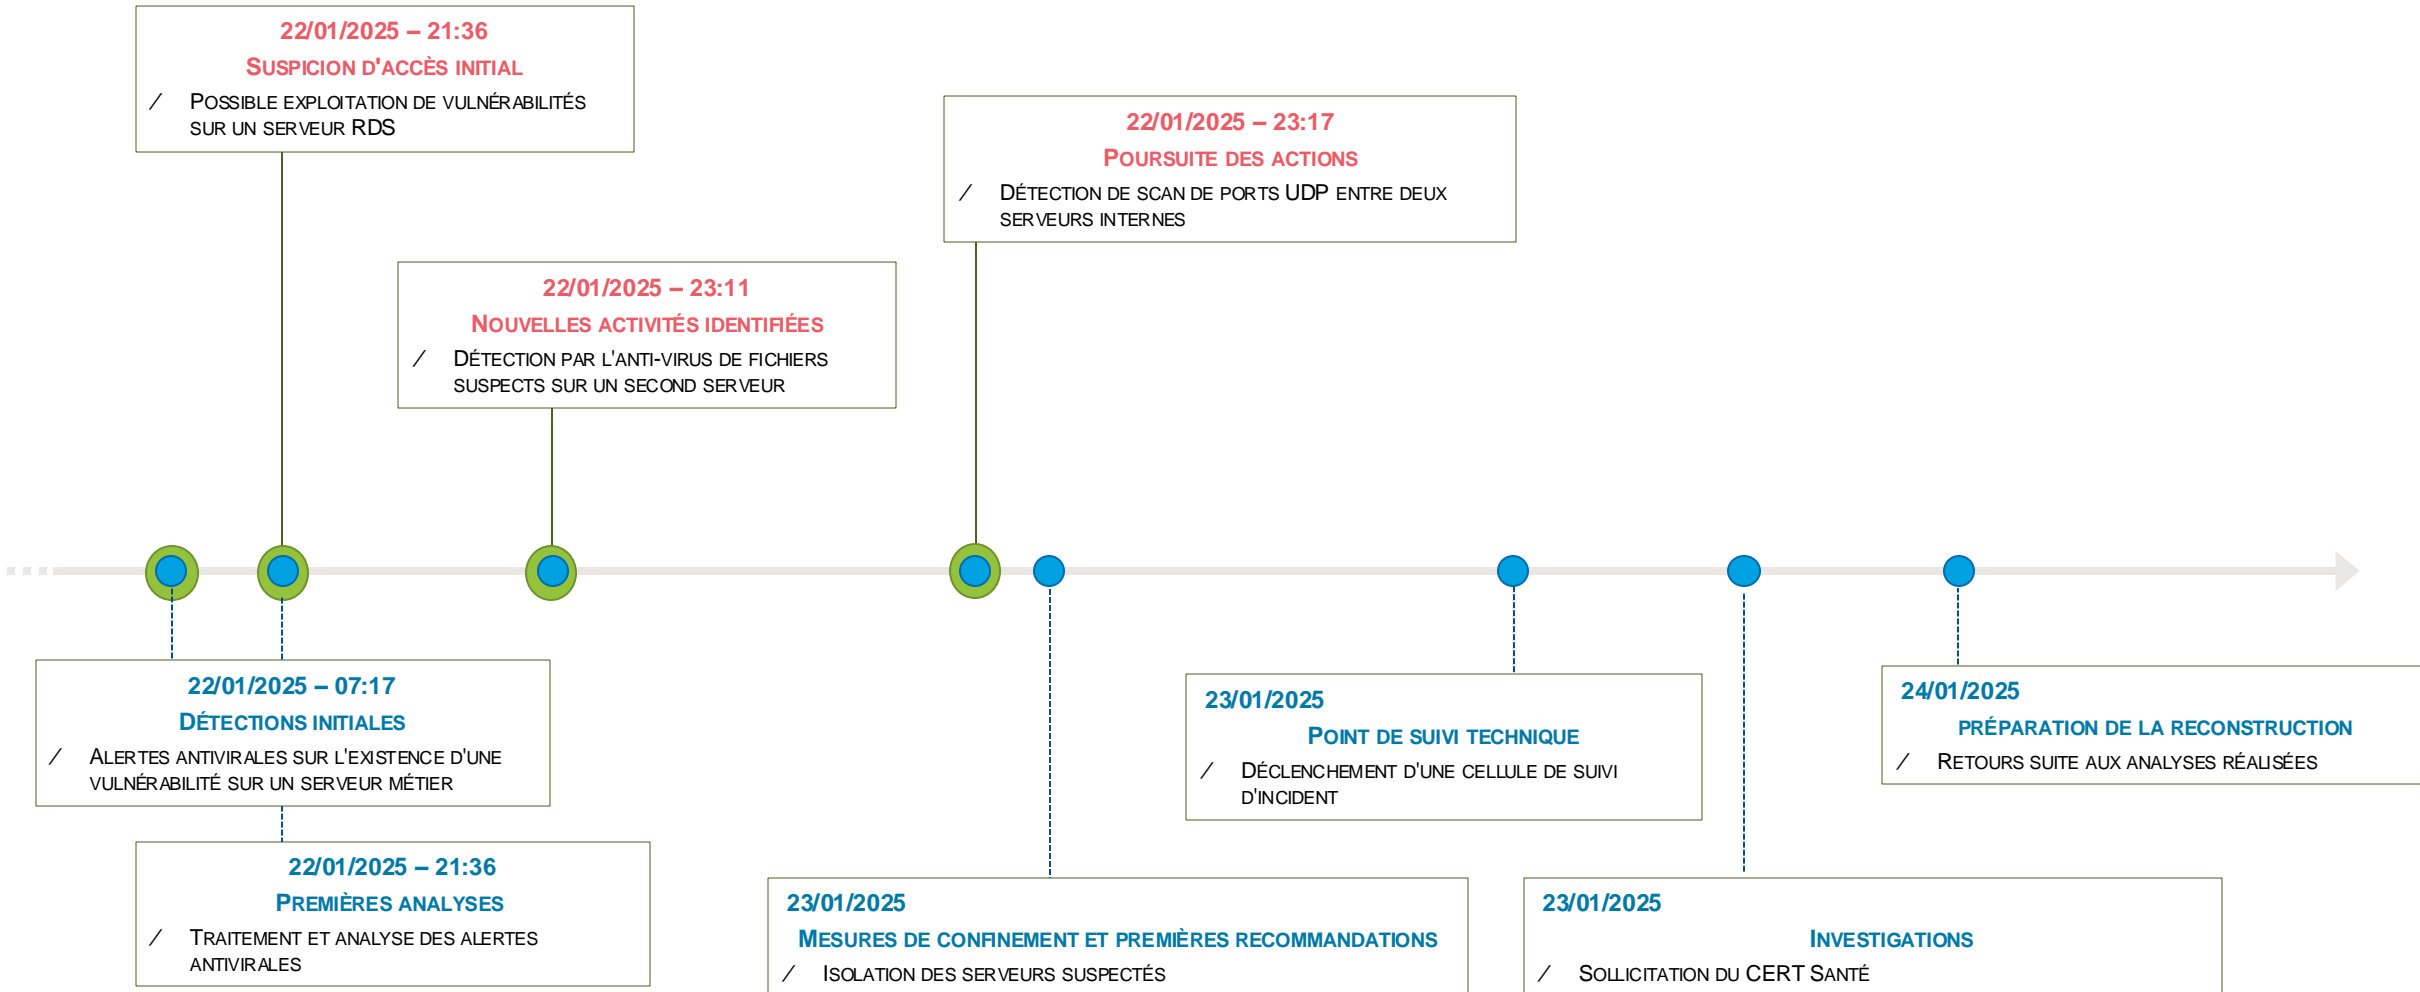 22/01/2025 – 21:36
SUSPICION D'ACCÈS INITIAL
/ POSSIBLE EXPLOITATION DE VULNÉRABILITÉS
SUR UN SERVEUR RDS
22/01/2025 – 23:17
POURSUITE DES ACTIONS
/ DÉTECTION DE SCAN DE PORTS UDP ENTRE DEUX
SERVEURS INTERNES
22/01/2025 – 23:11
NOUVELLES ACTIVITÉS IDENTIFIÉES
/ DÉTECTION PAR L'ANTI-VIRUS DE FICHIERS
SUSPECTS SUR UN SECOND SERVEUR
22/01/2025 – 07:17
DÉTECTIONS INITIALES
/ ALERTES ANTIVIRALES SUR L'EXISTENCE D'UNE
VULNÉRABILITÉ SUR UN SERVEUR MÉTIER
23/01/2025
POINT DE SUIVI TECHNIQUE
/ DÉCLENCHEMENT D'UNE CELLULE DE SUIVI
D'INCIDENT
24/01/2025
PRÉPARATION DE LA RECONSTRUCTION
/ RETOURS SUITE AUX ANALYSES RÉALISÉES
22/01/2025 – 21:36
PREMIÈRES ANALYSES
/ TRAITEMENT ET ANALYSE DES ALERTES
ANTIVIRALES
23/01/2025
MESURES DE CONFINEMENT ET PREMIÈRES RECOMMANDATIONS
/ ISOLATION DES SERVEURS SUSPECTÉS
23/01/2025
INVESTIGATIONS
/ SOLLICITATION DU CERT SANTÉ